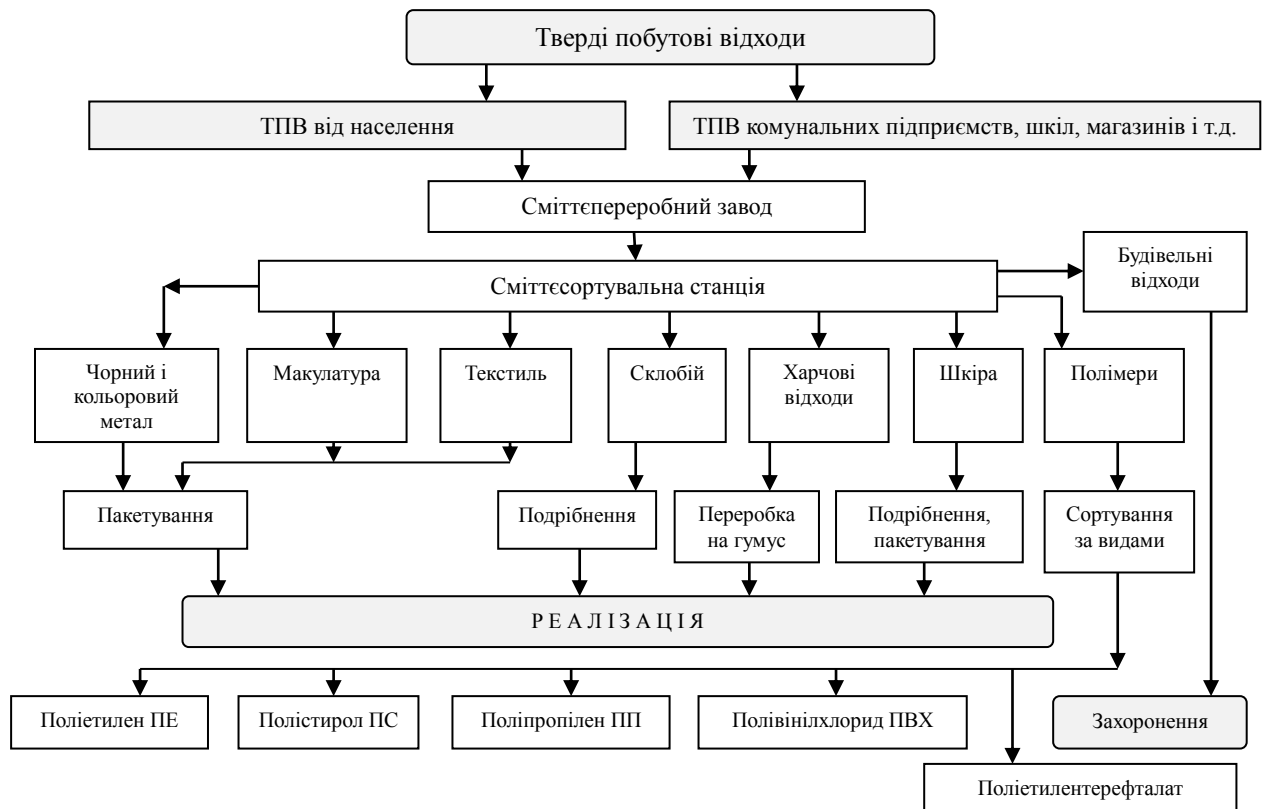 Тверді побутові відходи
ТПВ від населення
ТПВ комунальних підприємств, шкіл, магазинів і т.д.
Сміттєпереробний завод
Сміттєсортувальна станція
Будівельні
відходи
Чорний і
кольоровий
метал
Макулатура
Текстиль
Склобій
Харчові
відходи
Шкіра
Полімери
Пакетування
Подрібнення
Переробка
на гумус
Подрібнення,
пакетування
Сортування
за видами
Р Е А Л І З А Ц І Я
Поліетилен ПЕ
Полістирол ПС
Поліпропілен ПП
Полівінілхлорид ПВХ
Захоронення
Поліетилентерефталат